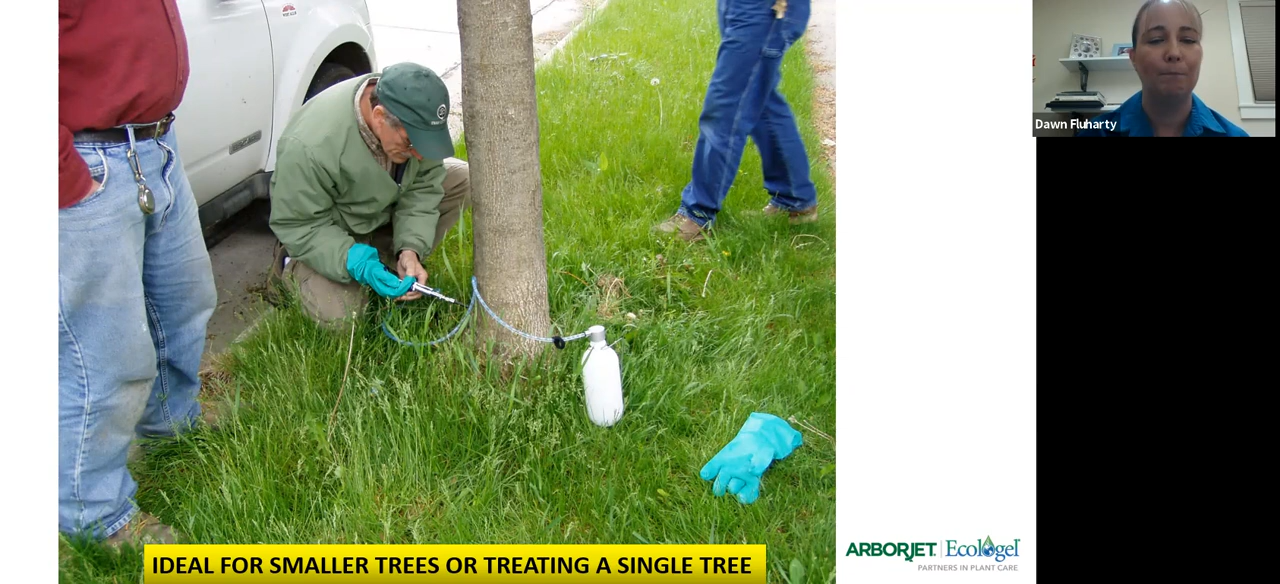 Dawn Fluharty
IDEAL FOR SMALLER TREES OR TREATING A SINGLE TREE
ARBORJET Ecologel
PARTNERS IN PLANT CARE